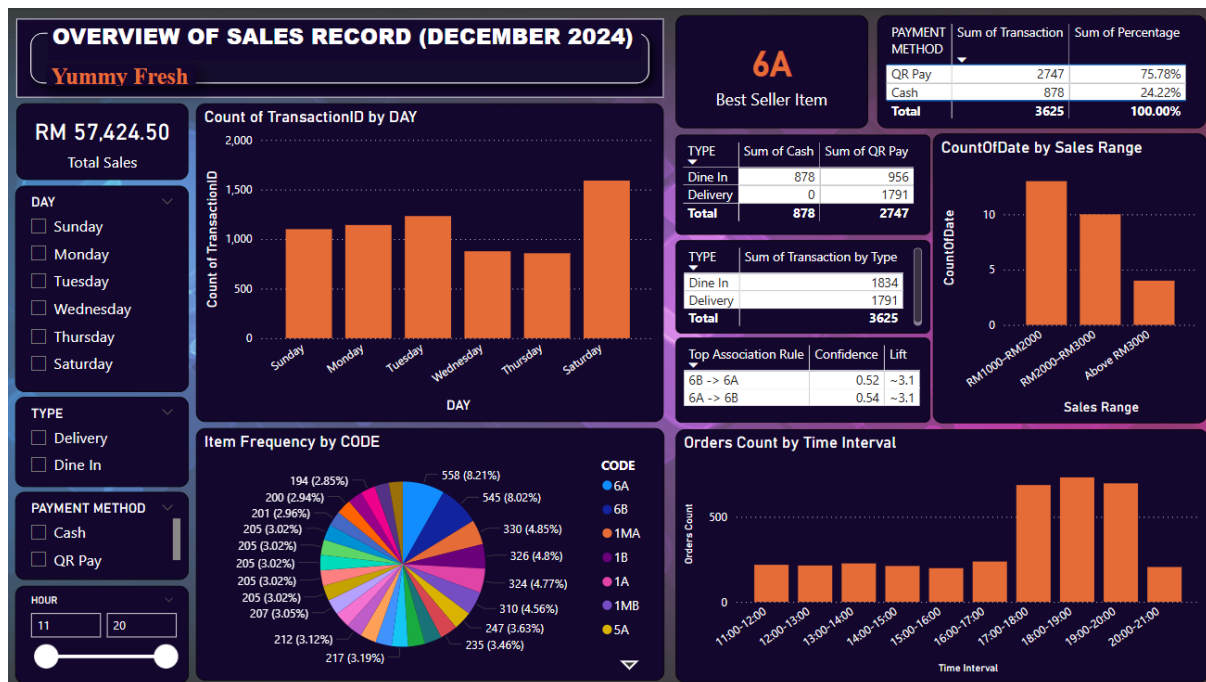 OVERVIEW OF SALES RECORD (DECEMBER 2024)
Yummy Fresh
6A
Best Seller Item
PAYMENT METHOD Sum of Transaction Sum of Percentage
QR Pay 2747 75.78%
Cash 878 24.22%
Total 3625 100.00%
RM 57,424.50
Total Sales
DAY
Sunday
Monday
Tuesday
Wednesday
Thursday
Saturday
TYPE
Delivery
Dine In
PAYMENT METHOD
Cash
QR Pay
HOUR
11 20
Count of TransactionID by DAY
Count of TransactionID
2,000
1,500
1,000
500
0
Sunday Monday Tuesday Wednesday Thursday Saturday
DAY
TYPE Sum of Cash Sum of QR Pay
Dine In 878 956
Delivery 0 1791
Total 878 2747
TYPE Sum of Transaction by Type
Dine In 1834
Delivery 1791
Total 3625
Top Association Rule Confidence Lift
6B -> 6A 0.52 ~3.1
6A -> 6B 0.54 ~3.1
CountOfDate by Sales Range
CountOfDate
10
5
0
RM1000-RM2000 RM2000-RM3000 Above RM3000
Sales Range
Item Frequency by CODE
558 (8.21%)
545 (8.02%)
330 (4.85%)
326 (4.8%)
324 (4.77%)
310 (4.56%)
247 (3.63%)
235 (3.46%)
217 (3.19%)
212 (3.12%)
207 (3.05%)
205 (3.02%)
205 (3.02%)
205 (3.02%)
205 (3.02%)
205 (3.02%)
201 (2.96%)
200 (2.94%)
194 (2.85%)
CODE
6A
6B
1MA
1B
1A
1MB
5A
Orders Count by Time Interval
Orders Count
500
0
11:00-12:00 12:00-13:00 13:00-14:00 14:00-15:00 15:00-16:00 16:00-17:00 17:00-18:00 18:00-19:00 19:00-20:00 20:00-21:00
Time Interval